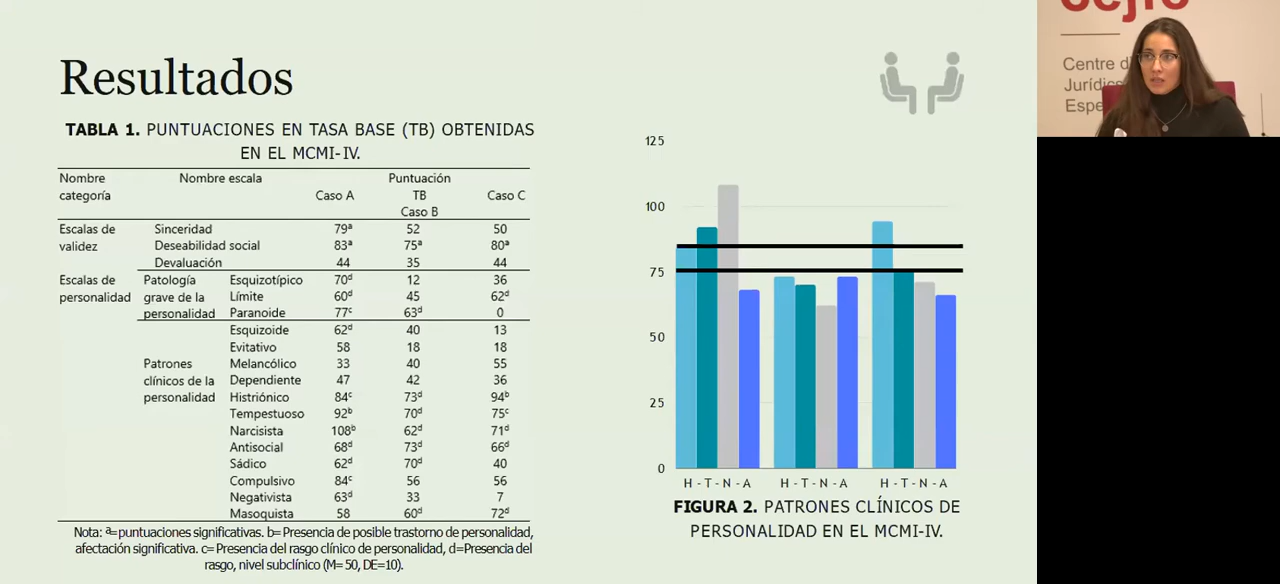 Resultados
TABLA 1. PUNTUACIONES EN TASA BASE (TB) OBTENIDAS
EN EL MCMI-IV.
Nombre categoría Nombre escala Puntuación TB
Caso A Caso B Caso C
Escalas de validez Sinceridad 79ª 52 50
Deseabilidad social 83ª 75ª 80ª
Devaluación 44 35 44
Escalas de personalidad Patología grave de la personalidad Esquizotípico 70ᵈ 12 36
Límite 60ᵈ 45 62ᵈ
Paranoide 77ᶜ 63ᵈ 0
Patrones clínicos de la personalidad Esquizoide 62ᵈ 40 13
Evitativo 58 18 18
Melancólico 33 40 55
Dependiente 47 42 36
Histriónico 84ᶜ 73ᵈ 94ᵇ
Tempestuoso 92ᵇ 70ᵈ 75ᶜ
Narcisista 108ᵇ 62ᵈ 71ᵈ
Antisocial 68ᵈ 73ᵈ 66ᵈ
Sádico 62ᵈ 70ᵈ 40
Compulsivo 84ᶜ 56 56
Negativista 63ᵈ 33 7
Masoquista 58 60ᵈ 72ᵈ
Nota: ª=puntuaciones significativas. b= Presencia de posible trastorno de personalidad,
afectación significativa. c= Presencia del rasgo clínico de personalidad, d=Presencia del
rasgo, nivel subclínico (M= 50, DE=10).
125
100
75
50
25
0
H - T - N - A H - T - N - A H - T - N - A
FIGURA 2. PATRONES CLÍNICOS DE
PERSONALIDAD EN EL MCMI-IV.
Centre d
Jurídic
Espe